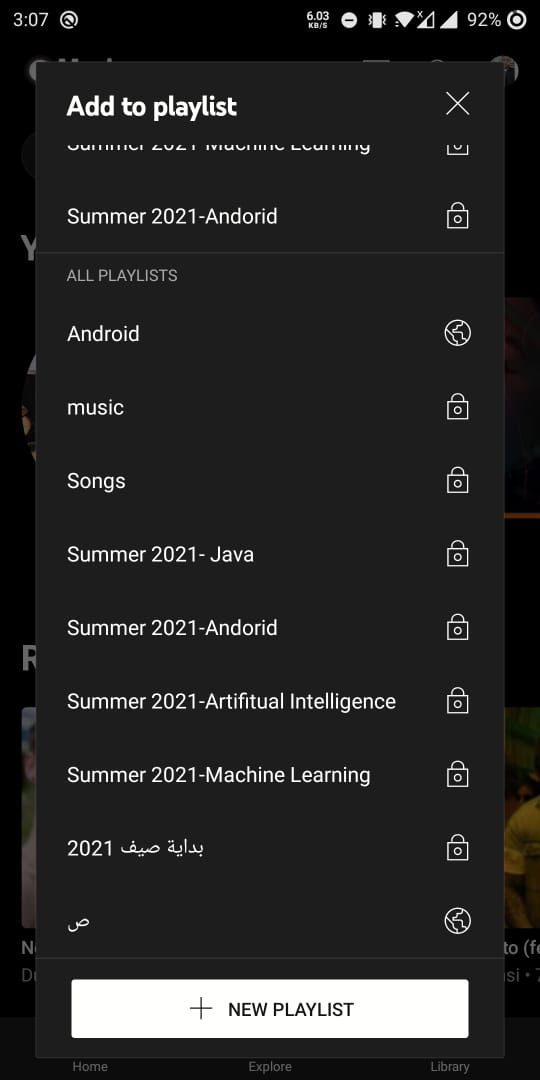 3:07
6.03
KB/S
92%
Add to playlist
Summer 2021-Machine Learning
Summer 2021-Andorid
ALL PLAYLISTS
Android
music
Songs
Summer 2021- Java
Summer 2021-Andorid
Summer 2021-Artifitual Intelligence
Summer 2021-Machine Learning
بداية صيف 2021
ص
NEW PLAYLIST
Home
Explore
Library